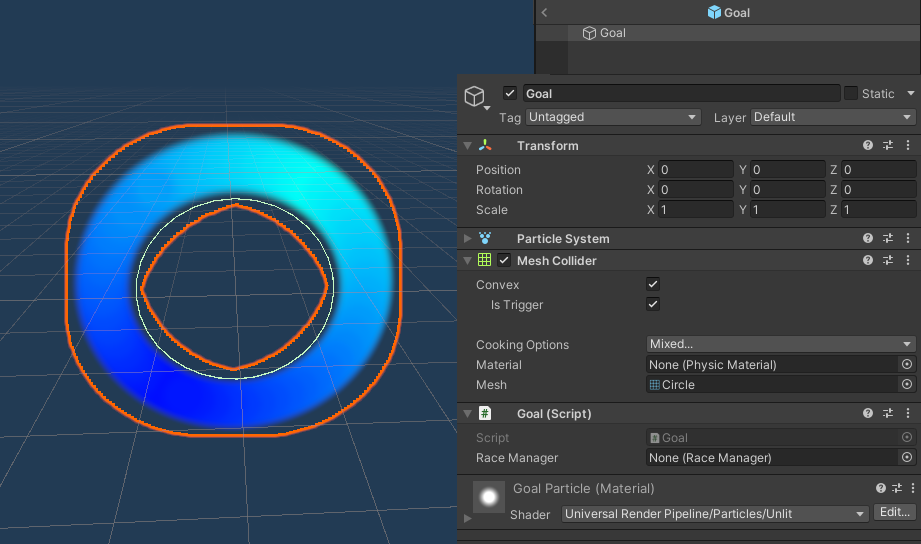 Goal
Goal
Goal
Static
Tag Untagged Layer Default
Transform
Position X 0 Y 0 Z 0
Rotation X 0 Y 0 Z 0
Scale X 1 Y 1 Z 1
Particle System
Mesh Collider
Convex
Is Trigger
Cooking Options Mixed...
Material None (Physic Material)
Mesh Circle
# Goal (Script)
Script # Goal
Race Manager None (Race Manager)
Goal Particle (Material)
Shader Universal Render Pipeline/Particles/Unlit Edit...